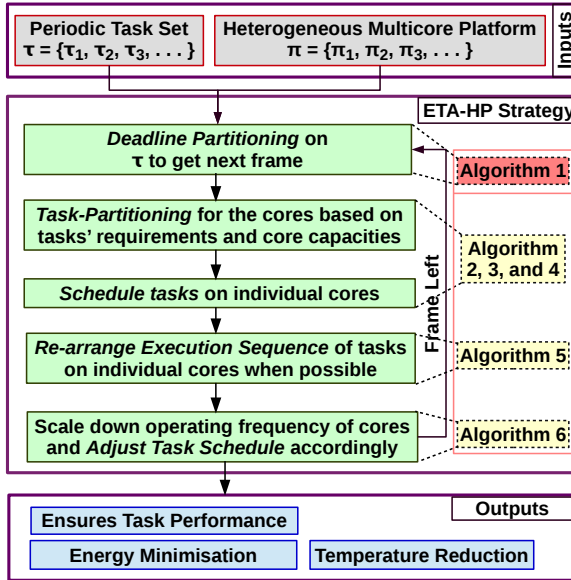 Periodic Task Set
τ = {τ1, τ2, τ3, . . . }
Heterogeneous Multicore Platform
π = {π1, π2, π3, . . . }
Inputs
ETA-HP Strategy
Deadline Partitioning on
τ to get next frame
Algorithm 1
Task-Partitioning for the cores based on
tasks' requirements and core capacities
Algorithm
2, 3, and 4
Schedule tasks on individual cores
Frame Left
Re-arrange Execution Sequence of tasks
on individual cores when possible
Algorithm 5
Scale down operating frequency of cores
and Adjust Task Schedule accordingly
Algorithm 6
Outputs
Ensures Task Performance
Energy Minimisation
Temperature Reduction